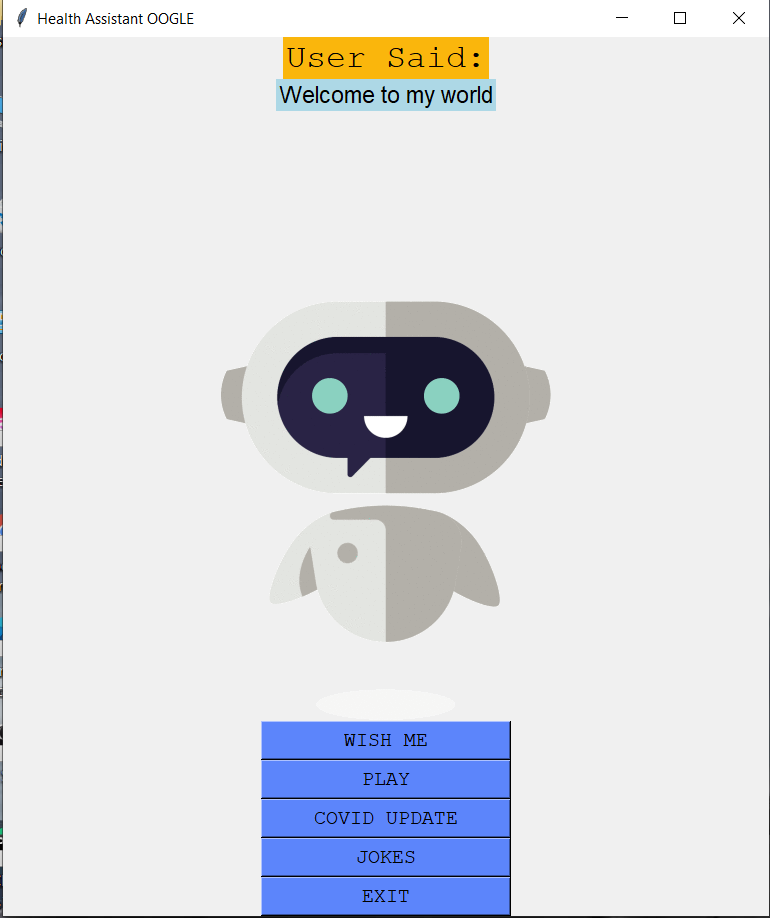 Health Assistant OOGLE
User Said:
Welcome to my world
WISH ME
PLAY
COVID UPDATE
JOKES
EXIT